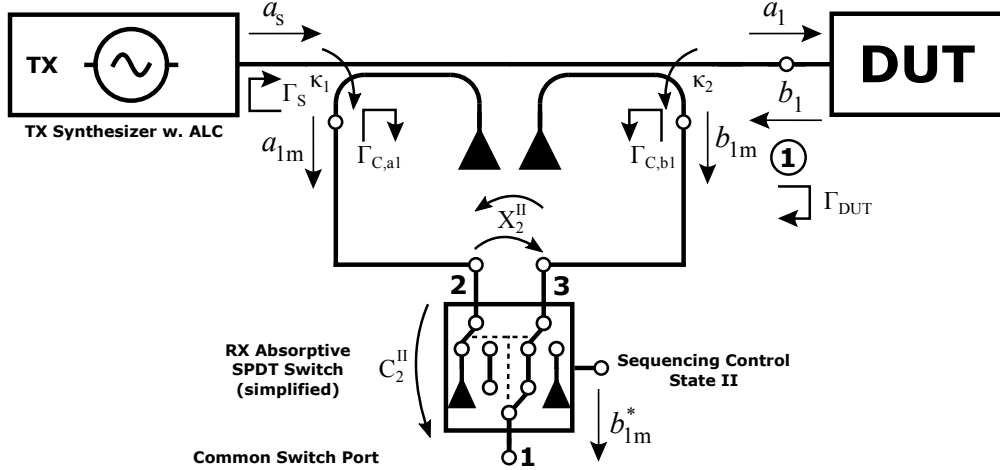 a_s
a_1
TX
DUT
κ_1
κ_2
Γ_S
b_1
TX Synthesizer w. ALC
a_1m
Γ_C,a1
Γ_C,b1
b_1m
1
Γ_DUT
X_2^II
2
3
RX Absorptive
SPDT Switch
(simplified)
C_2^II
Sequencing Control
State II
b_1m^*
Common Switch Port
1